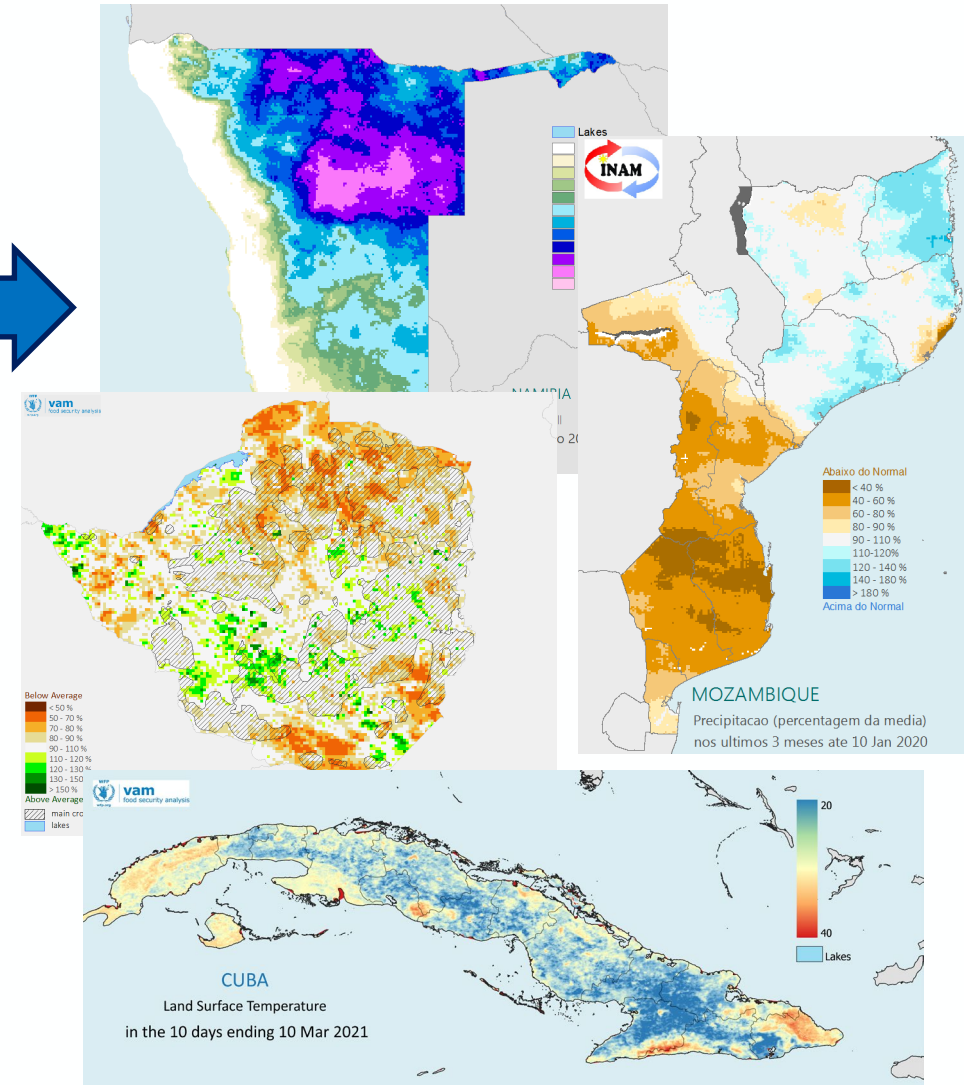 Lakes
INAM
NAMIBIA
Abaixo do Normal
< 40 %
40 - 60 %
60 - 80 %
80 - 90 %
90 - 110 %
110-120%
120 - 140 %
140 - 180 %
> 180 %
Acima do Normal
MOZAMBIQUE
Precipitacao (percentagem da media)
nos ultimos 3 meses ate 10 Jan 2020
vam
food security analysis
Below Average
< 50 %
50 - 70 %
70 - 80 %
80 - 90 %
90 - 110 %
110 - 120 %
120 - 130 %
130 - 150
> 150 %
Above Average
main cro
lakes
WFP
wfp.org
vam
food security analysis
20
40
Lakes
CUBA
Land Surface Temperature
in the 10 days ending 10 Mar 2021